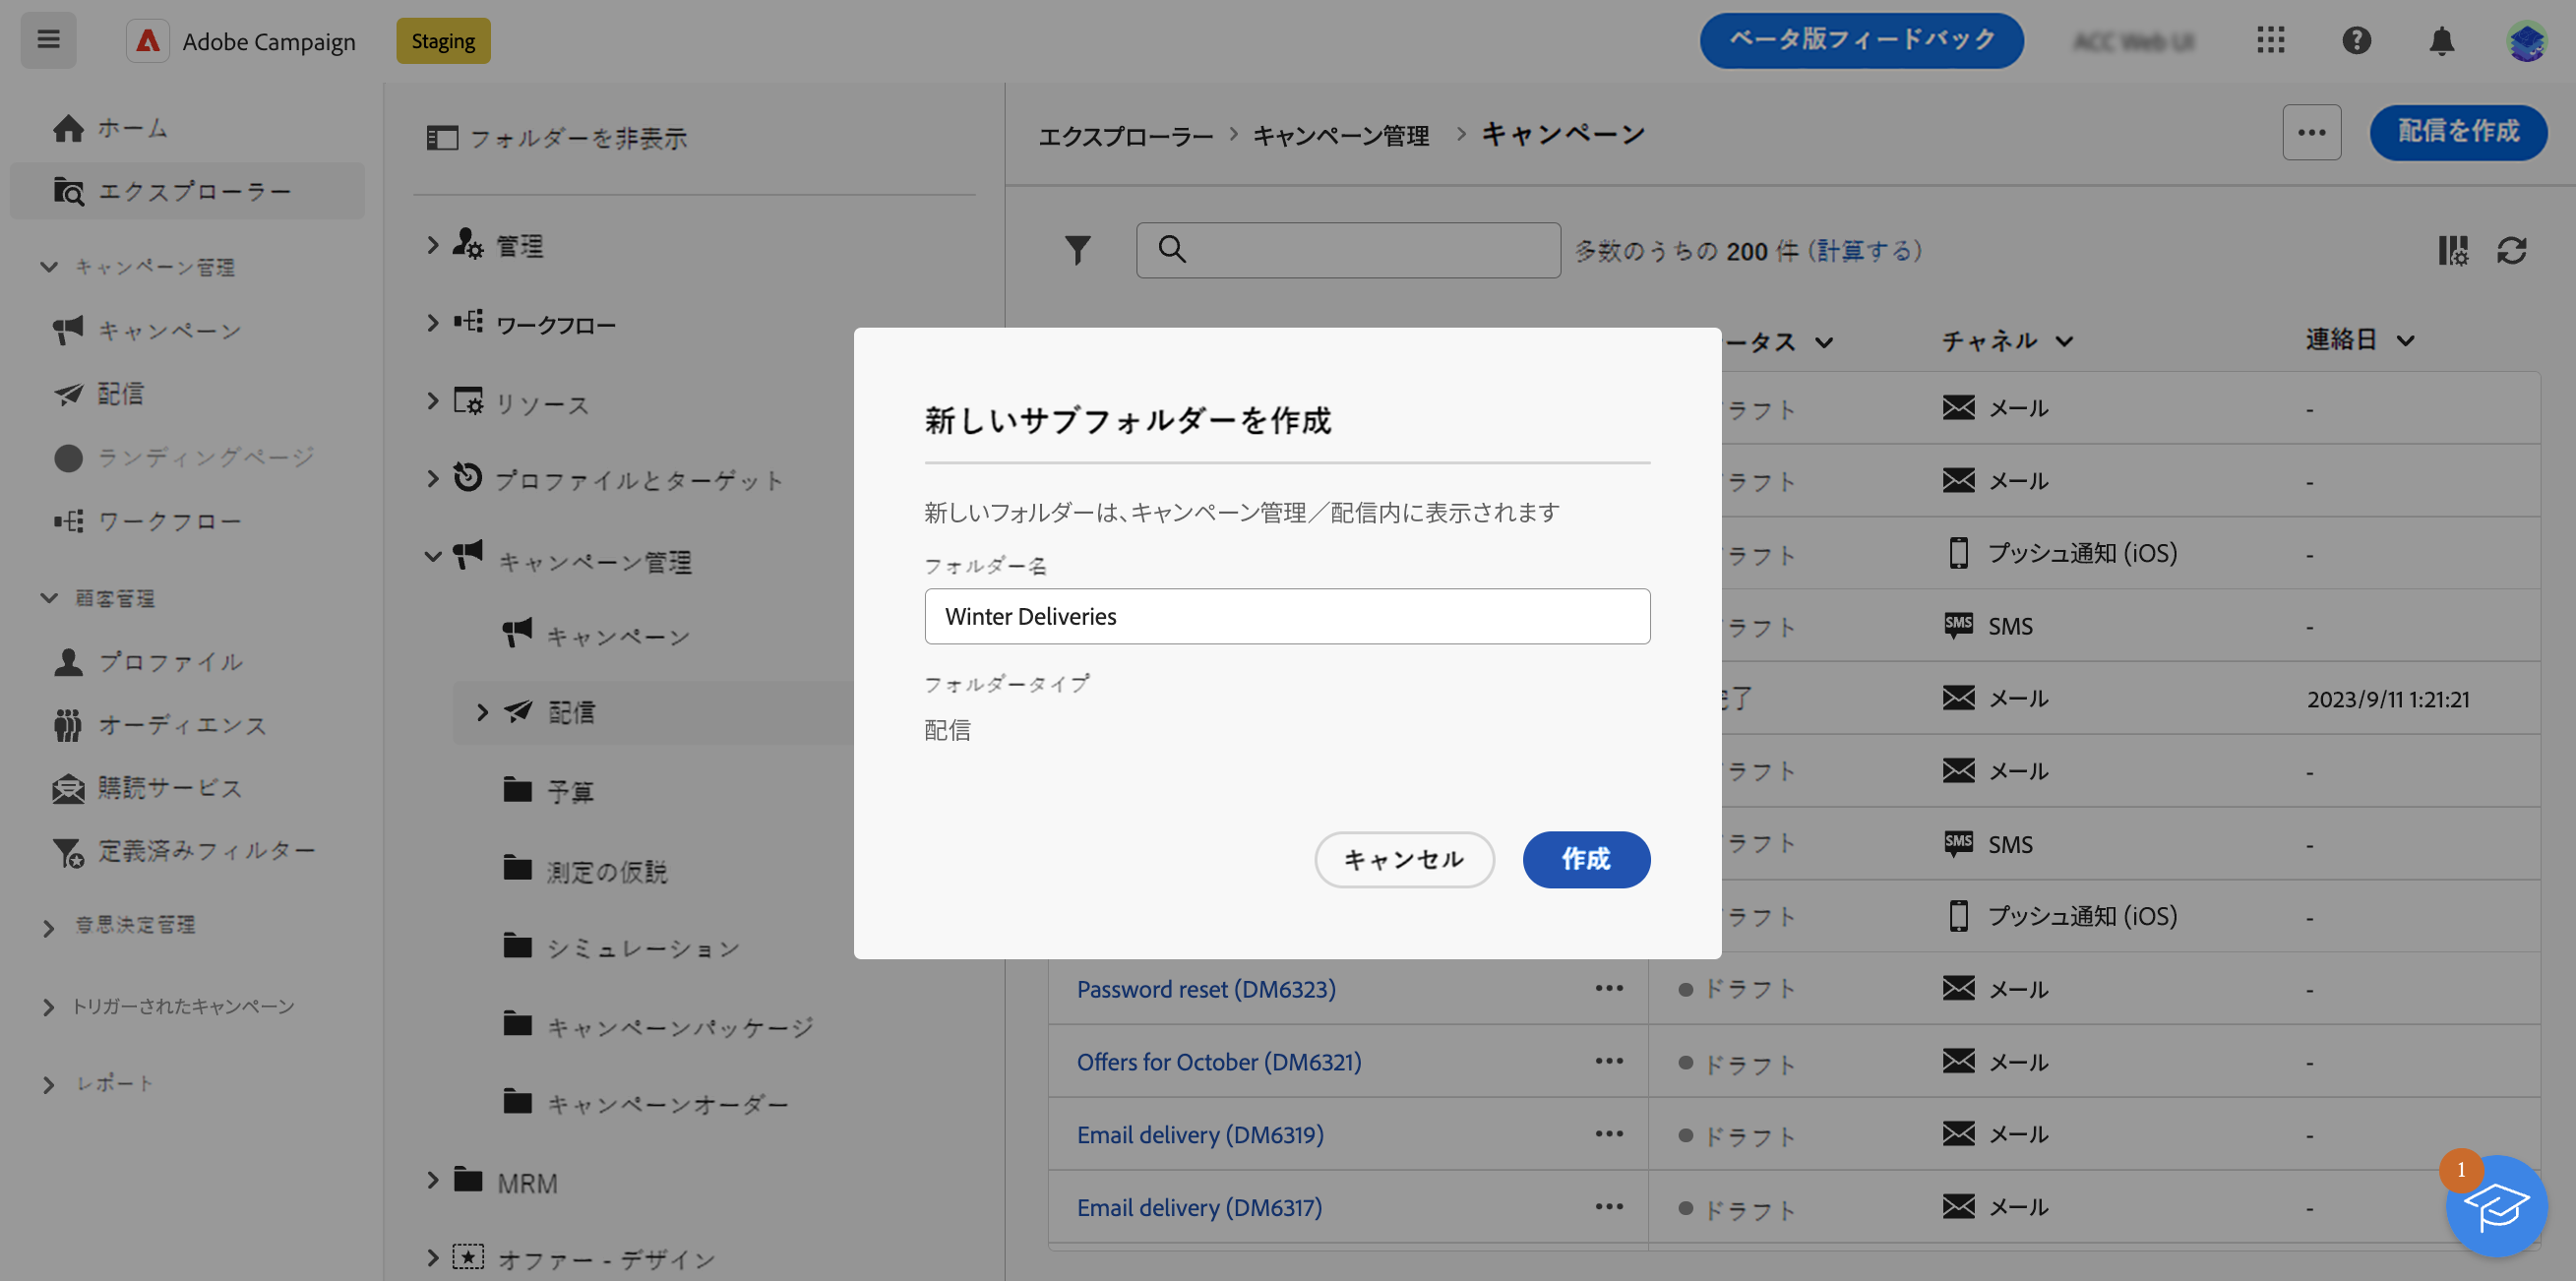 Adobe Campaign
Staging
ベータ版フィードバック
ACC Web UI
ホーム
エクスプローラー
キャンペーン管理
キャンペーン
配信
ランディングページ
ワークフロー
顧客管理
プロファイル
オーディエンス
購読サービス
定義済みフィルター
意思決定管理
トリガーされたキャンペーン
レポート
フォルダーを非表示
管理
ワークフロー
リソース
プロファイルとターゲット
キャンペーン管理
キャンペーン
配信
予算
測定の仮説
シミュレーション
キャンペーンパッケージ
キャンペーンオーダー
MRM
オファー - デザイン
エクスプローラー > キャンペーン管理 > キャンペーン
配信を作成
多数のうちの 200 件 (計算する)
ータス チャネル 連絡日
ラフト メール -
ラフト メール -
ラフト プッシュ通知 (iOS) -
ラフト SMS SMS -
了 メール 2023/9/11 1:21:21
ラフト メール -
ラフト SMS SMS -
ラフト プッシュ通知 (iOS) -
Password reset (DM6323) ドラフト メール -
Offers for October (DM6321) ドラフト メール -
Email delivery (DM6319) ドラフト メール -
Email delivery (DM6317) ドラフト メール -
新しいサブフォルダーを作成
新しいフォルダーは、キャンペーン管理／配信内に表示されます
フォルダー名
Winter Deliveries
フォルダータイプ
配信
キャンセル
作成
1